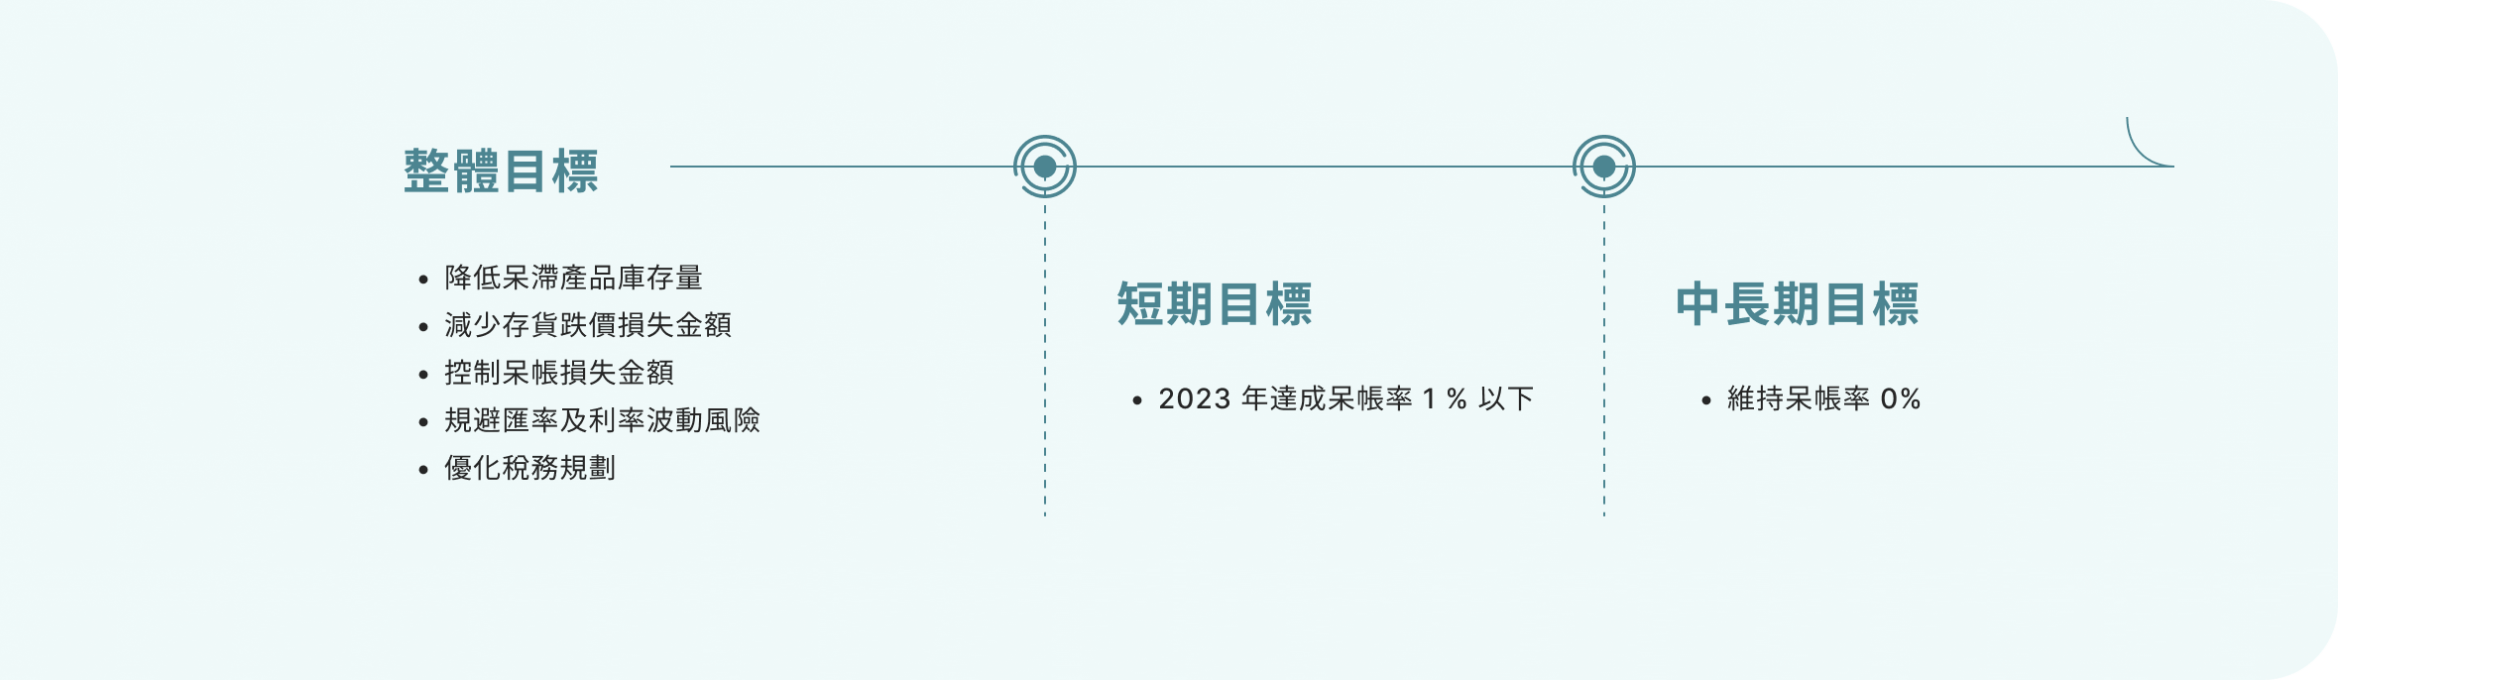 整體目標
降低呆滯產品庫存量
減少存貨跌價損失金額
控制呆帳損失金額
規避匯率及利率波動風險
優化稅務規劃
短期目標
2023 年達成呆帳率 1 % 以下
中長期目標
維持呆帳率 0%